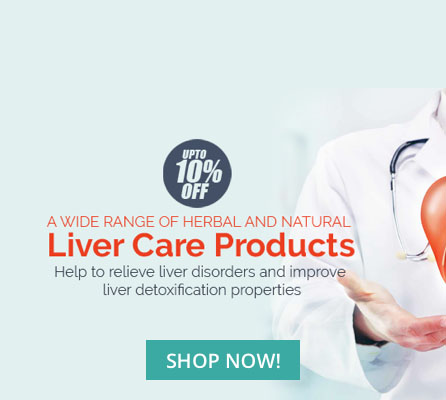 UPTO
10%
OFF
A WIDE RANGE OF HERBAL AND NATURAL
Liver Care Products
Help to relieve liver disorders and improve
liver detoxification properties
SHOP NOW!